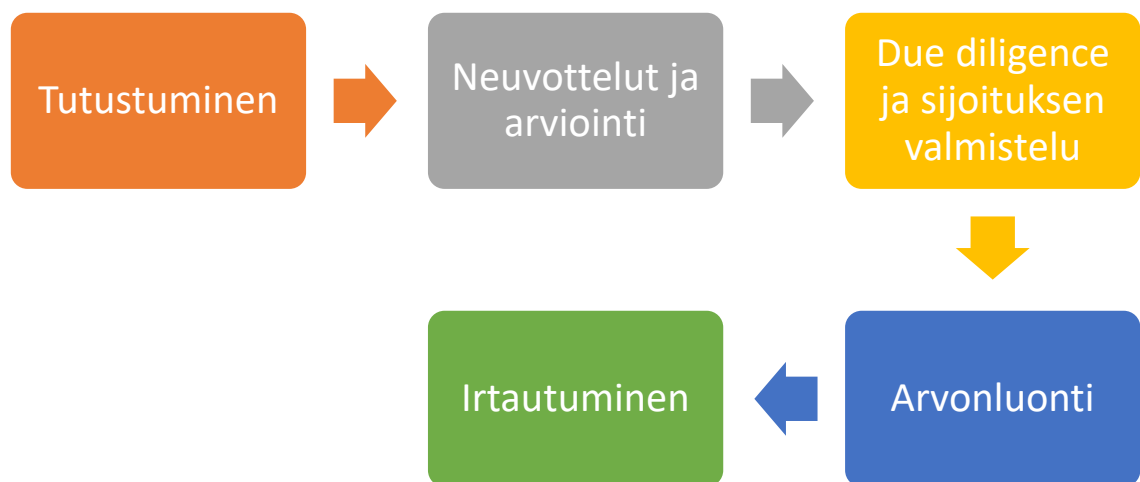 Tutustuminen
Neuvottelut ja
arviointi
Due diligence
ja sijoituksen
valmistelu
Arvonluonti
Irtautuminen